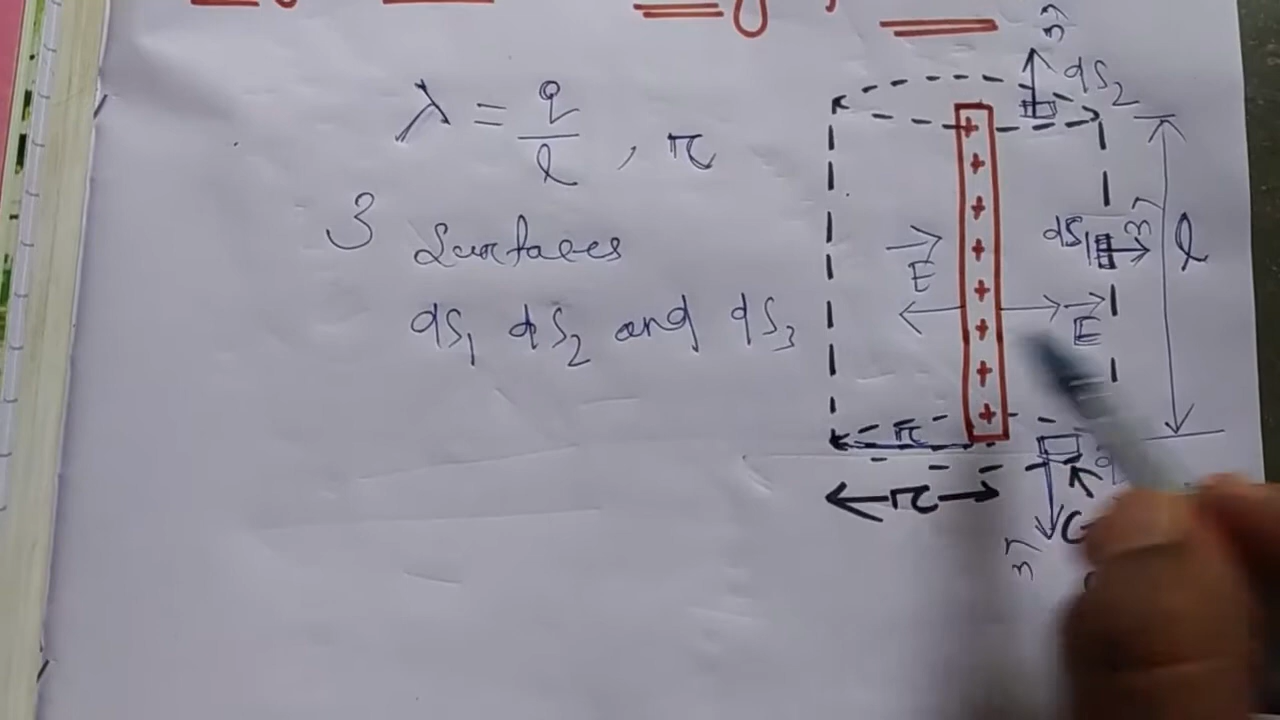 λ = q/l , r
3 Surfaces
dS₁ dS₂ and dS₃
n
dS₂
dS₁
n
l
E
E
r
r
n